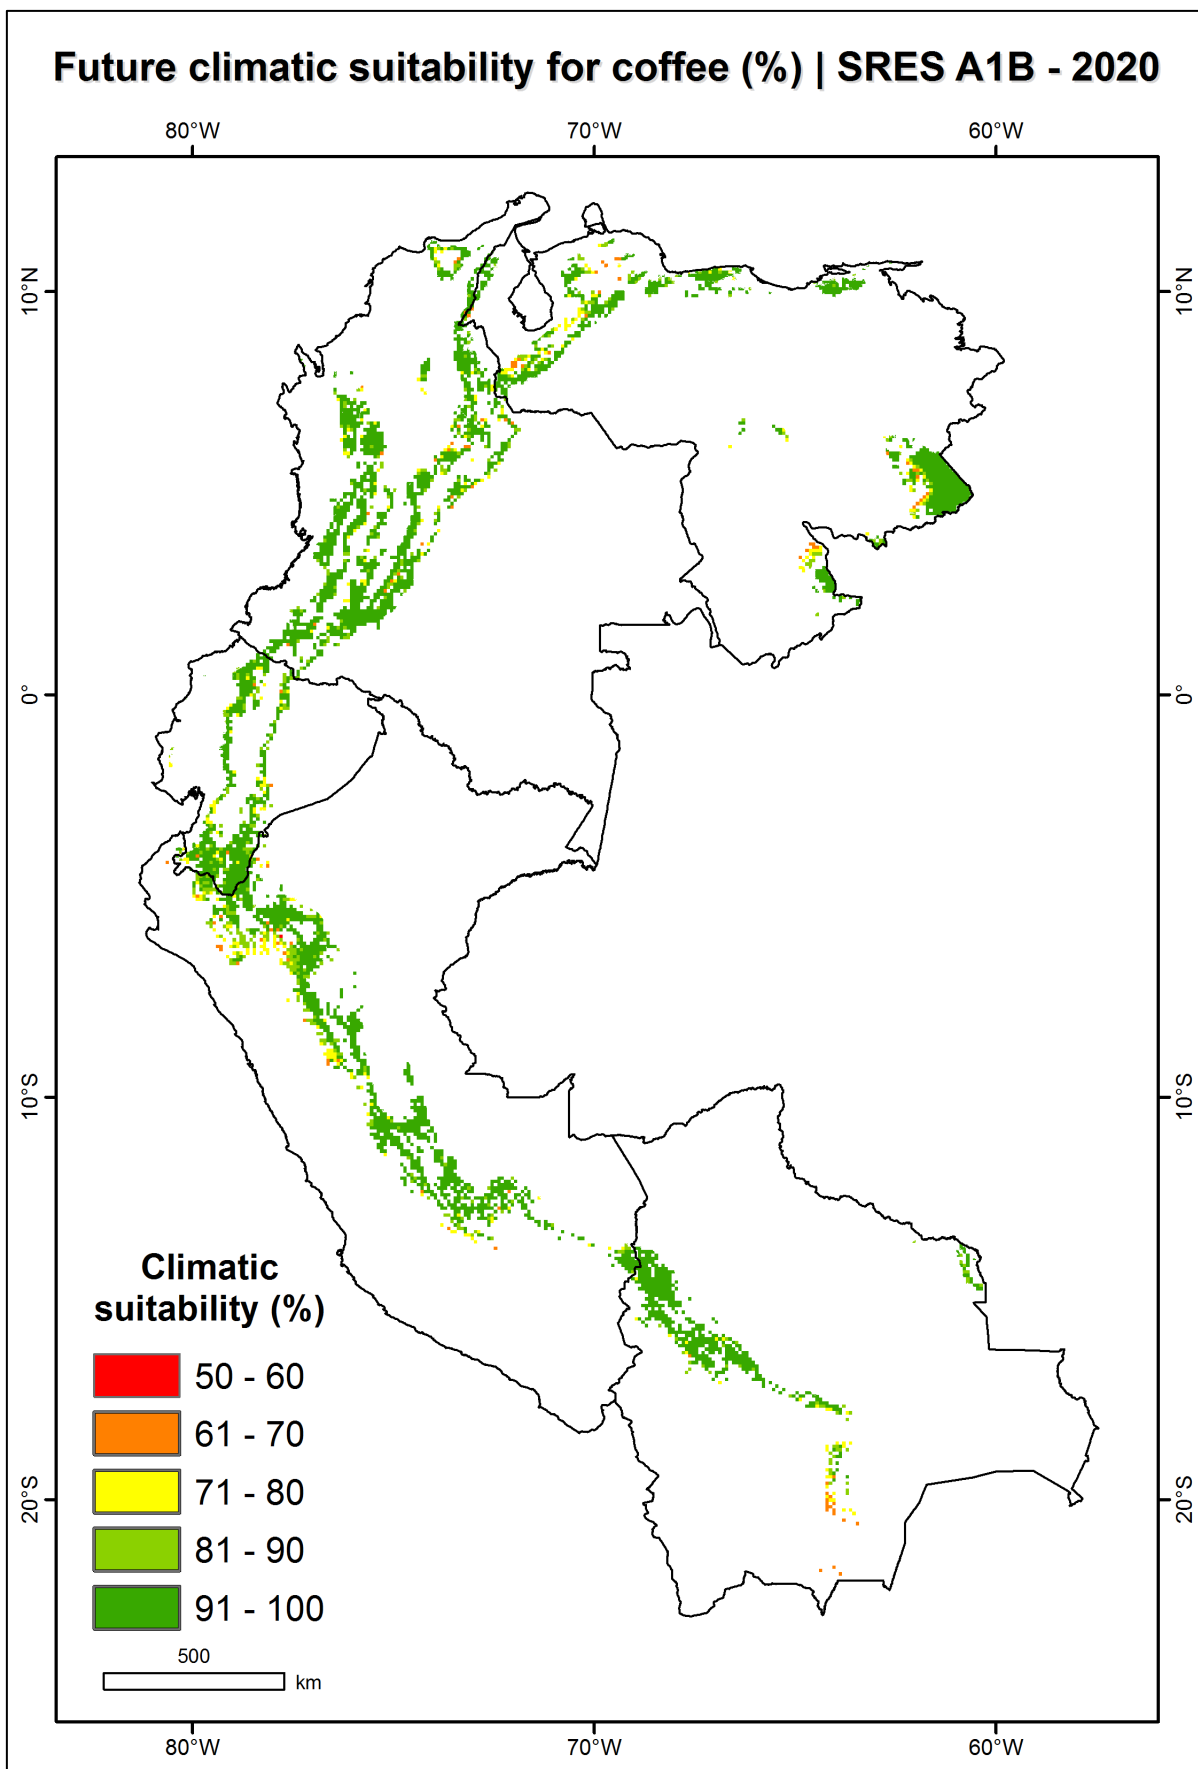 Future climatic suitability for coffee (%) | SRES A1B - 2020
80°W 70°W 60°W
10°N 10°N
0° 0°
10°S 10°S
20°S 20°S
Climatic
suitability (%)
50 - 60
61 - 70
71 - 80
81 - 90
91 - 100
500
km
80°W 70°W 60°W